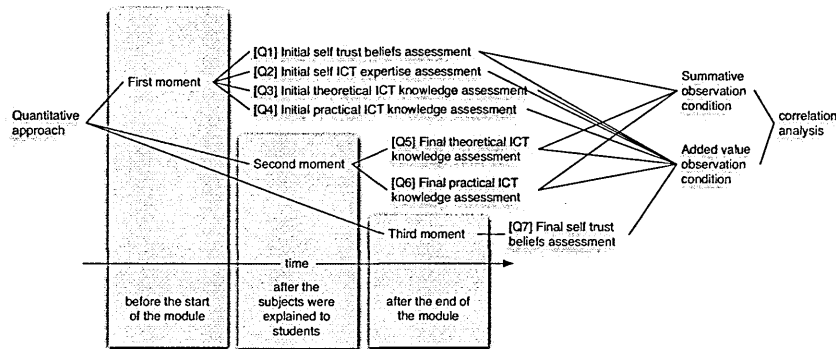 Quantitative
approach
First moment
[Q1] Initial self trust beliefs assessment
[Q2] Initial self ICT expertise assessment
[Q3] Initial theoretical ICT knowledge assessment
[Q4] Initial practical ICT knowledge assessment
Second moment
[Q5] Final theoretical ICT
knowledge assessment
[Q6] Final practical ICT
knowledge assessment
Third moment
[Q7] Final self trust
beliefs assessment
Summative
observation
condition
Added value
observation
condition
correlation
analysis
time
before the start
of the module
after the
subjects were
explained to
students
after the end of
the module